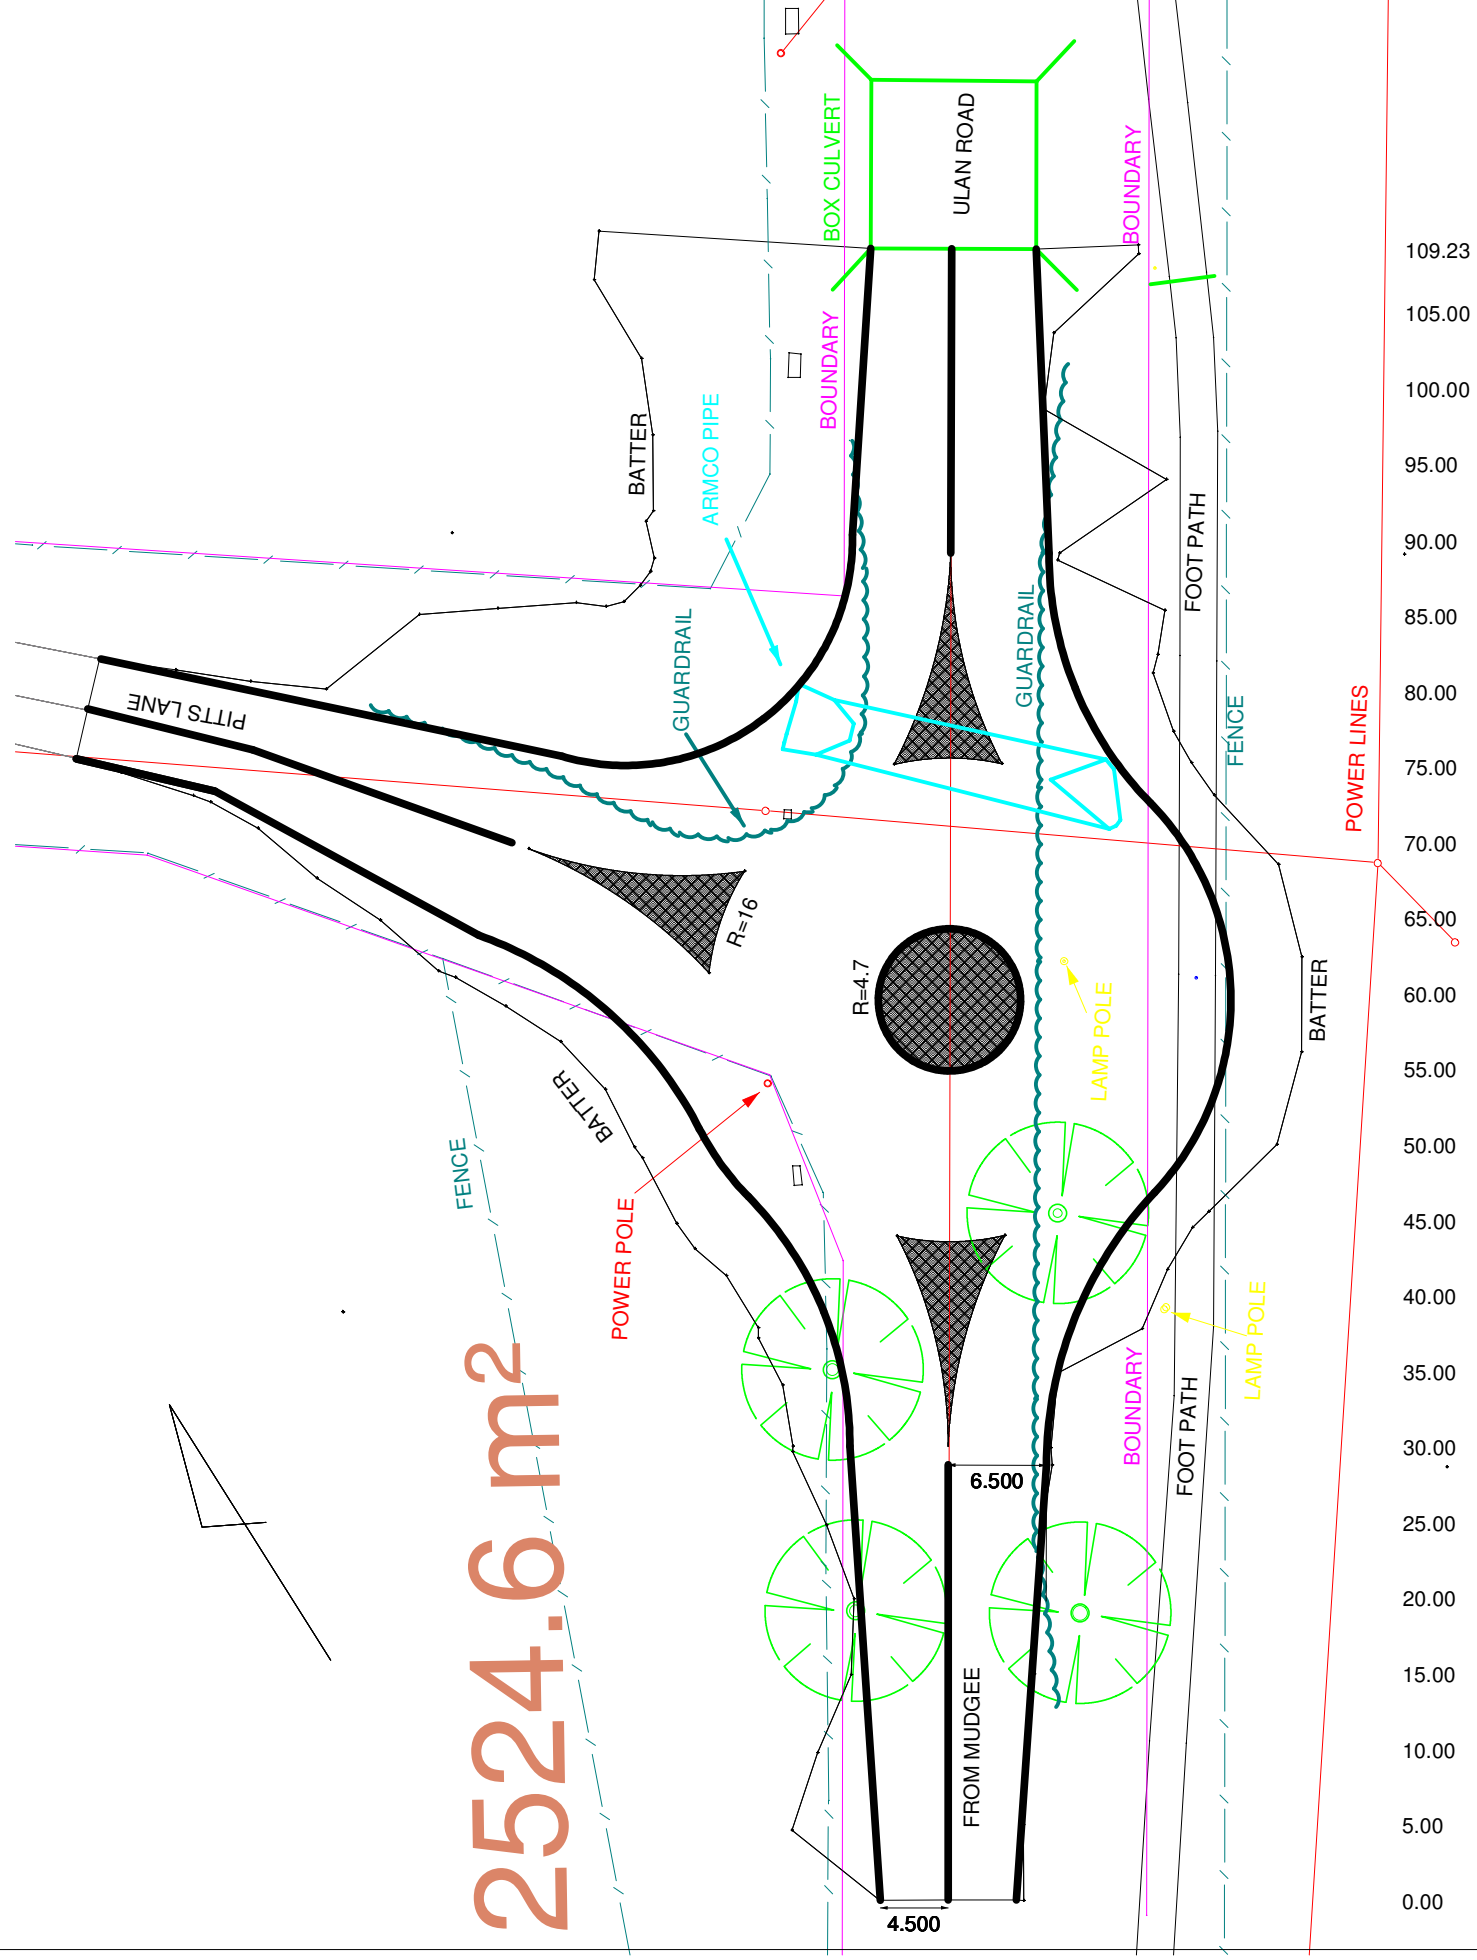 BOX CULVERT
ULAN ROAD
BOUNDARY
BOUNDARY
ARMCO PIPE
BATTER
GUARDRAIL
GUARDRAIL
FOOT PATH
FENCE
POWER LINES
PITTS LANE
R=16
R=4.7
LAMP POLE
BATTER
BATTER
FENCE
POWER POLE
LAMP POLE
BOUNDARY
FOOT PATH
6.500
FROM MUDGEE
4.500
2524.6 m²
109.23
105.00
100.00
95.00
90.00
85.00
80.00
75.00
70.00
65.00
60.00
55.00
50.00
45.00
40.00
35.00
30.00
25.00
20.00
15.00
10.00
5.00
0.00